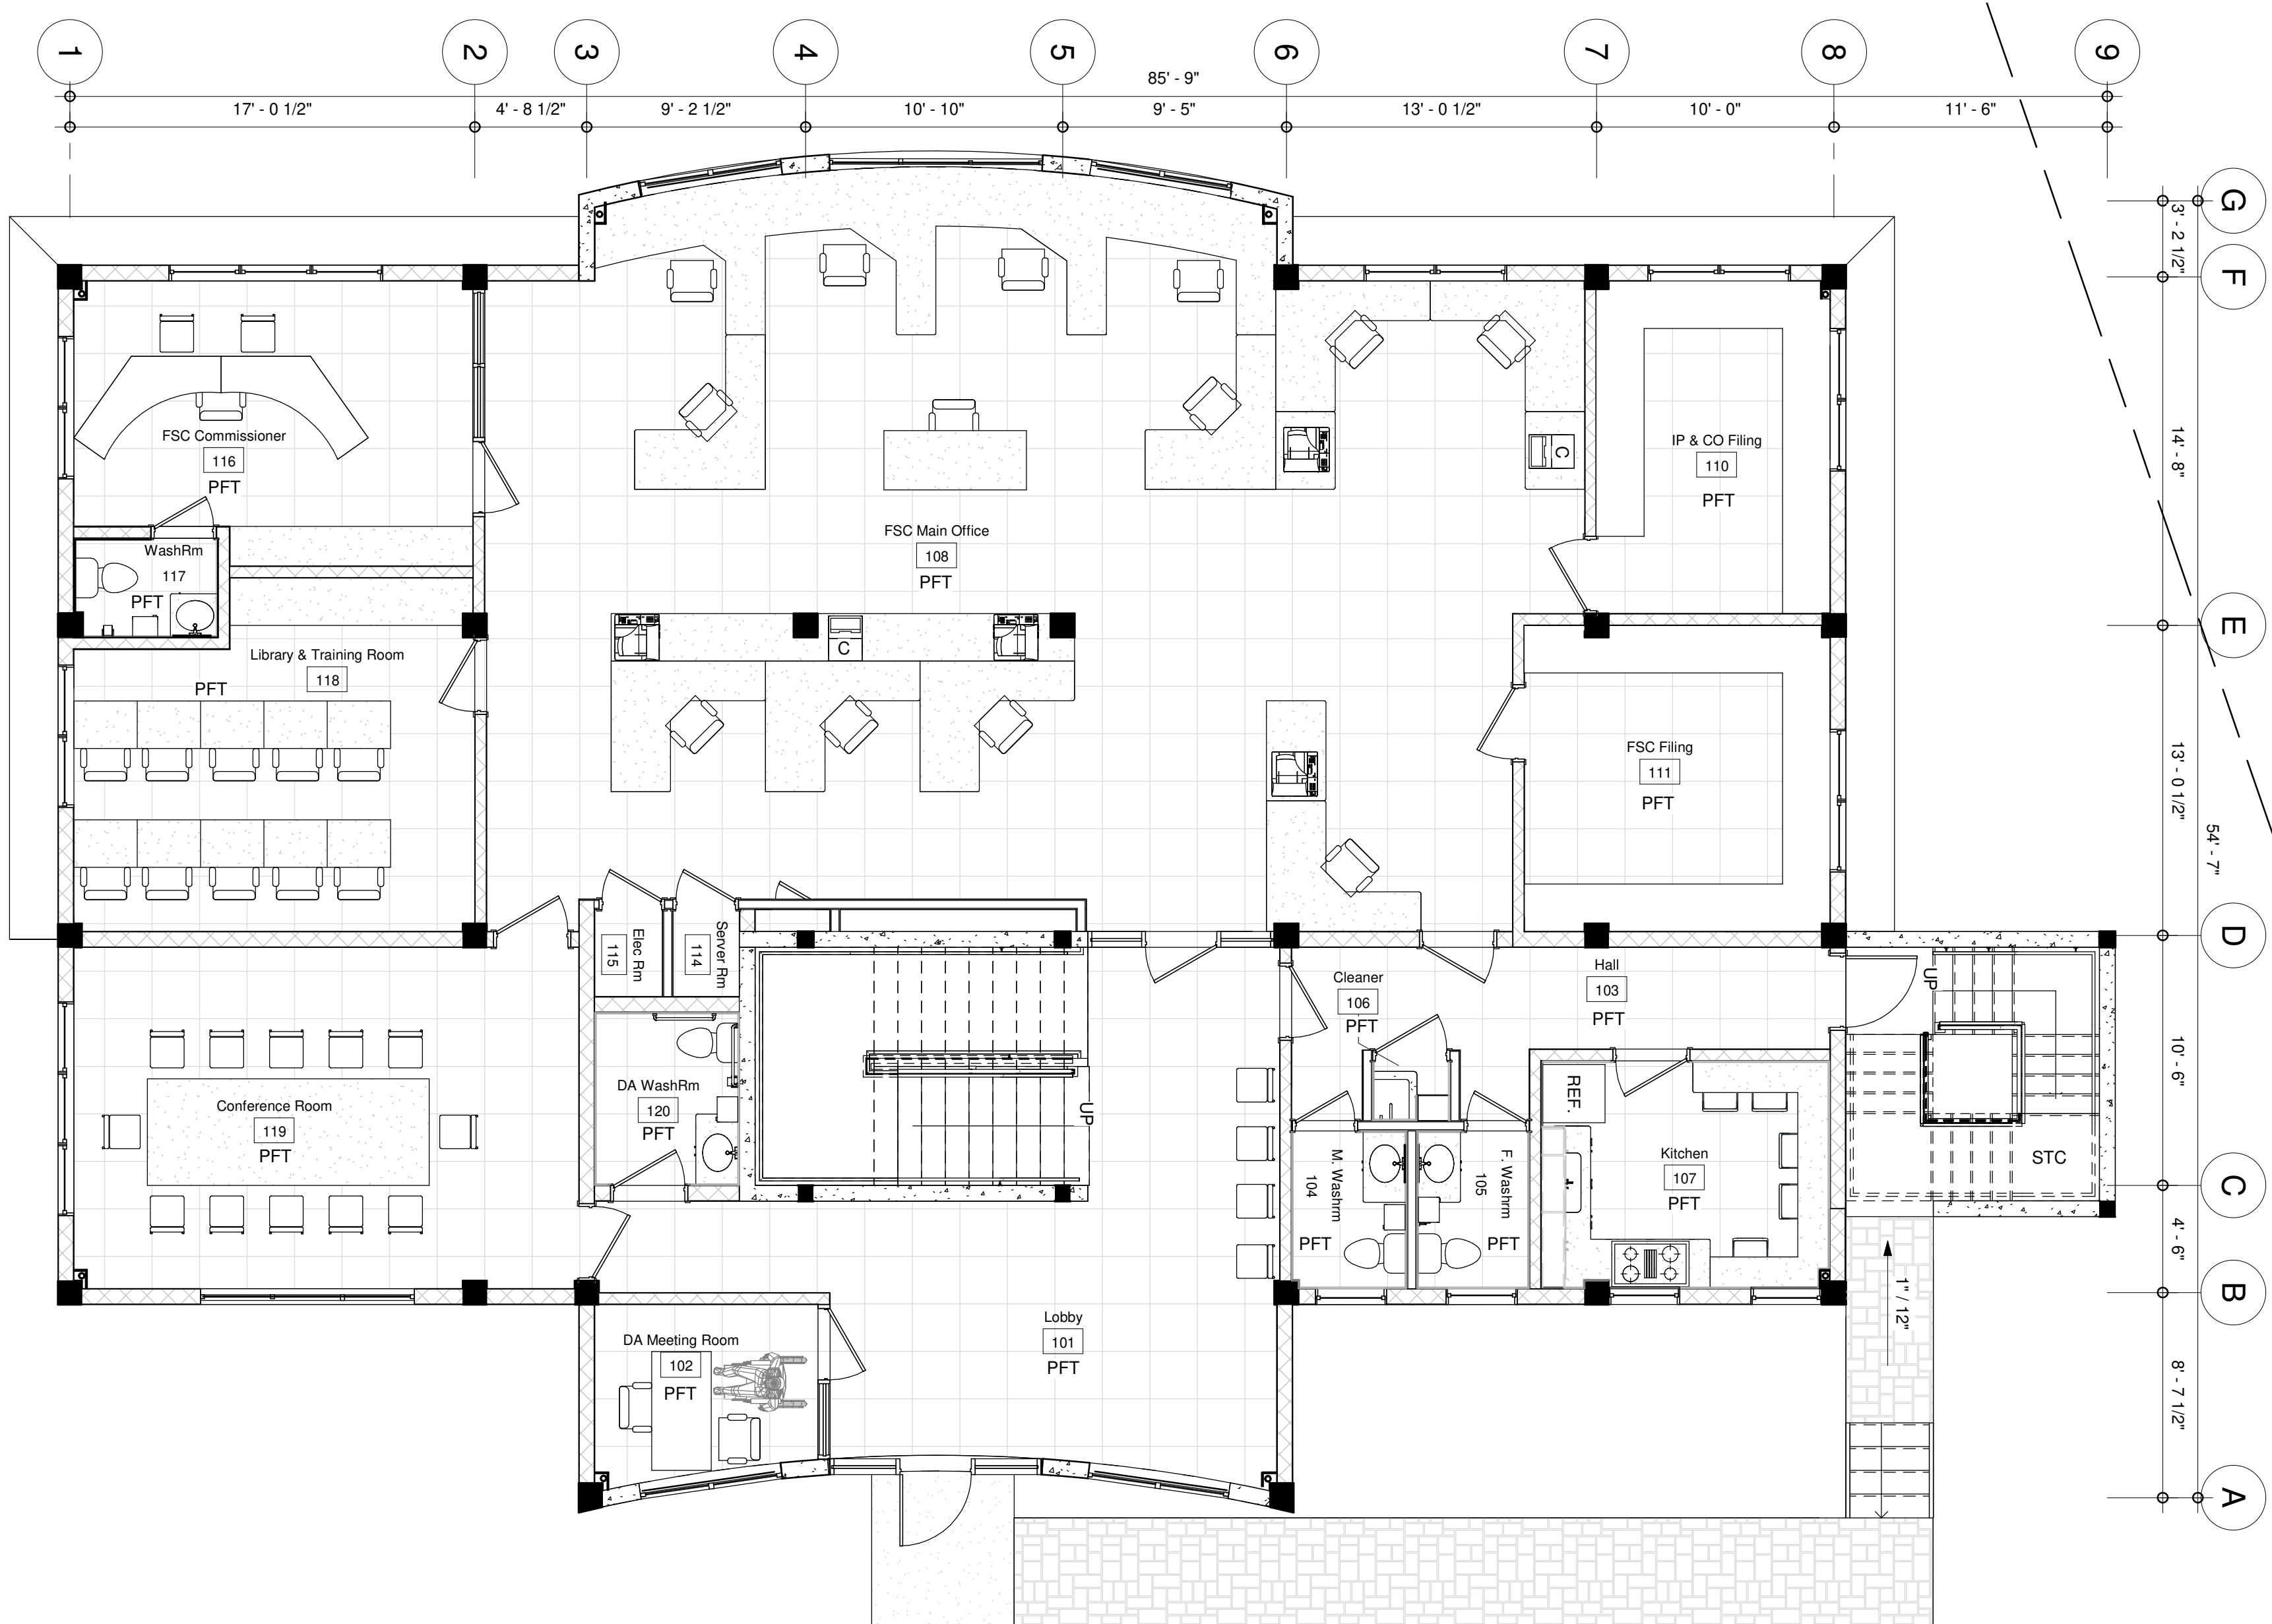 1 2 3 4 5 6 7 8 9
85' - 9"
17' - 0 1/2" 4' - 8 1/2" 9' - 2 1/2" 10' - 10" 9' - 5" 13' - 0 1/2" 10' - 0" 11' - 6"
G
3' - 2 1/2"
F
14' - 8"
E
13' - 0 1/2"
54' - 7"
D
10' - 6"
C
4' - 6"
B
8' - 7 1/2"
A
FSC Commissioner
116
PFT
WashRm
117
PFT
Library & Training Room
118
PFT
FSC Main Office
108
PFT
C
C
IP & CO Filing
110
PFT
FSC Filing
111
PFT
Elec Rm
115
Server Rm
114
Cleaner
106
PFT
Hall
103
PFT
UP
STC
Conference Room
119
PFT
DA WashRm
120
PFT
UP
M. Washrm
104
PFT
F. Washrm
105
PFT
REF.
Kitchen
107
PFT
1" / 12"
DA Meeting Room
102
PFT
Lobby
101
PFT